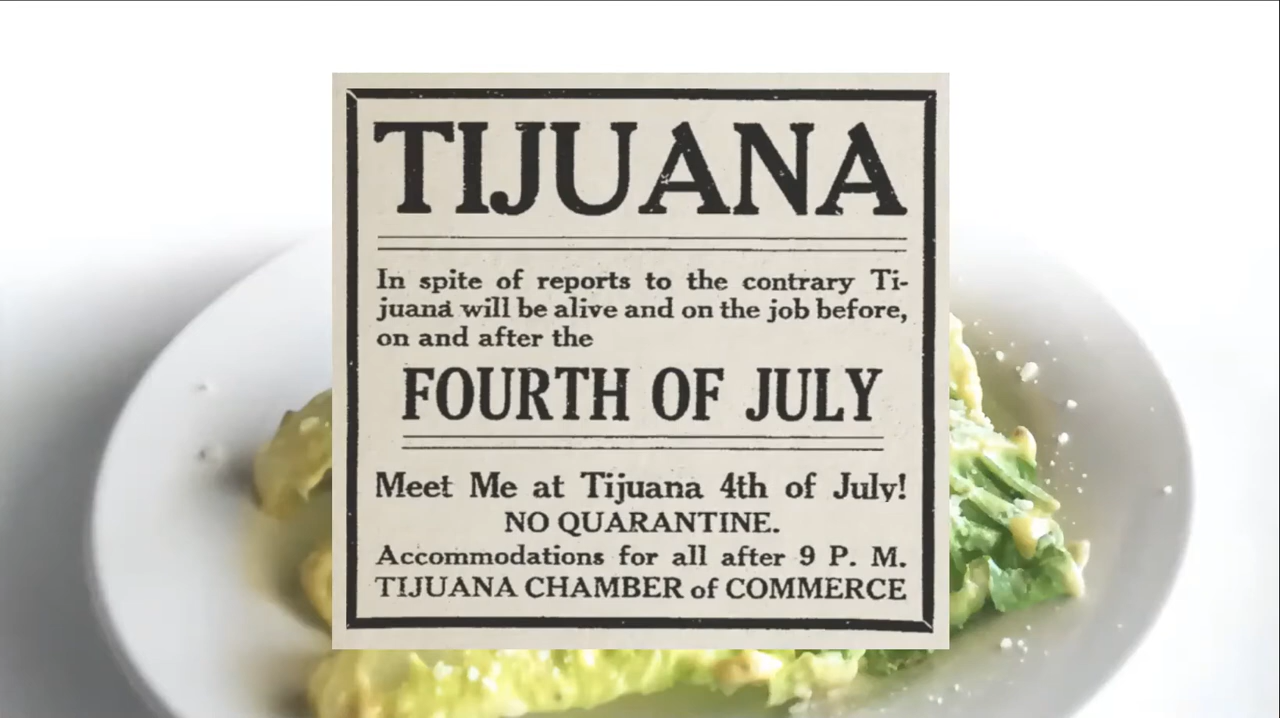 TIJUANA
In spite of reports to the contrary Ti-
juana will be alive and on the job before,
on and after the
FOURTH OF JULY
Meet Me at Tijuana 4th of July!
NO QUARANTINE.
Accommodations for all after 9 P. M.
TIJUANA CHAMBER of COMMERCE